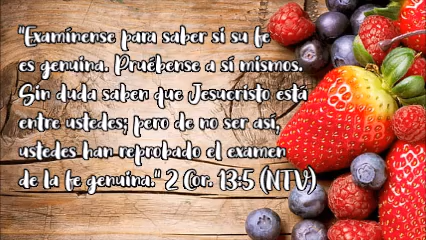 "Examínense para saber si su fe
es genuina. Pruébense a sí mismos.
Sin duda saben que Jesucristo está
entre ustedes; pero de no ser así,
ustedes han reprobado el examen
de la fe genuina." 2 Cor. 13:5 (NTV)